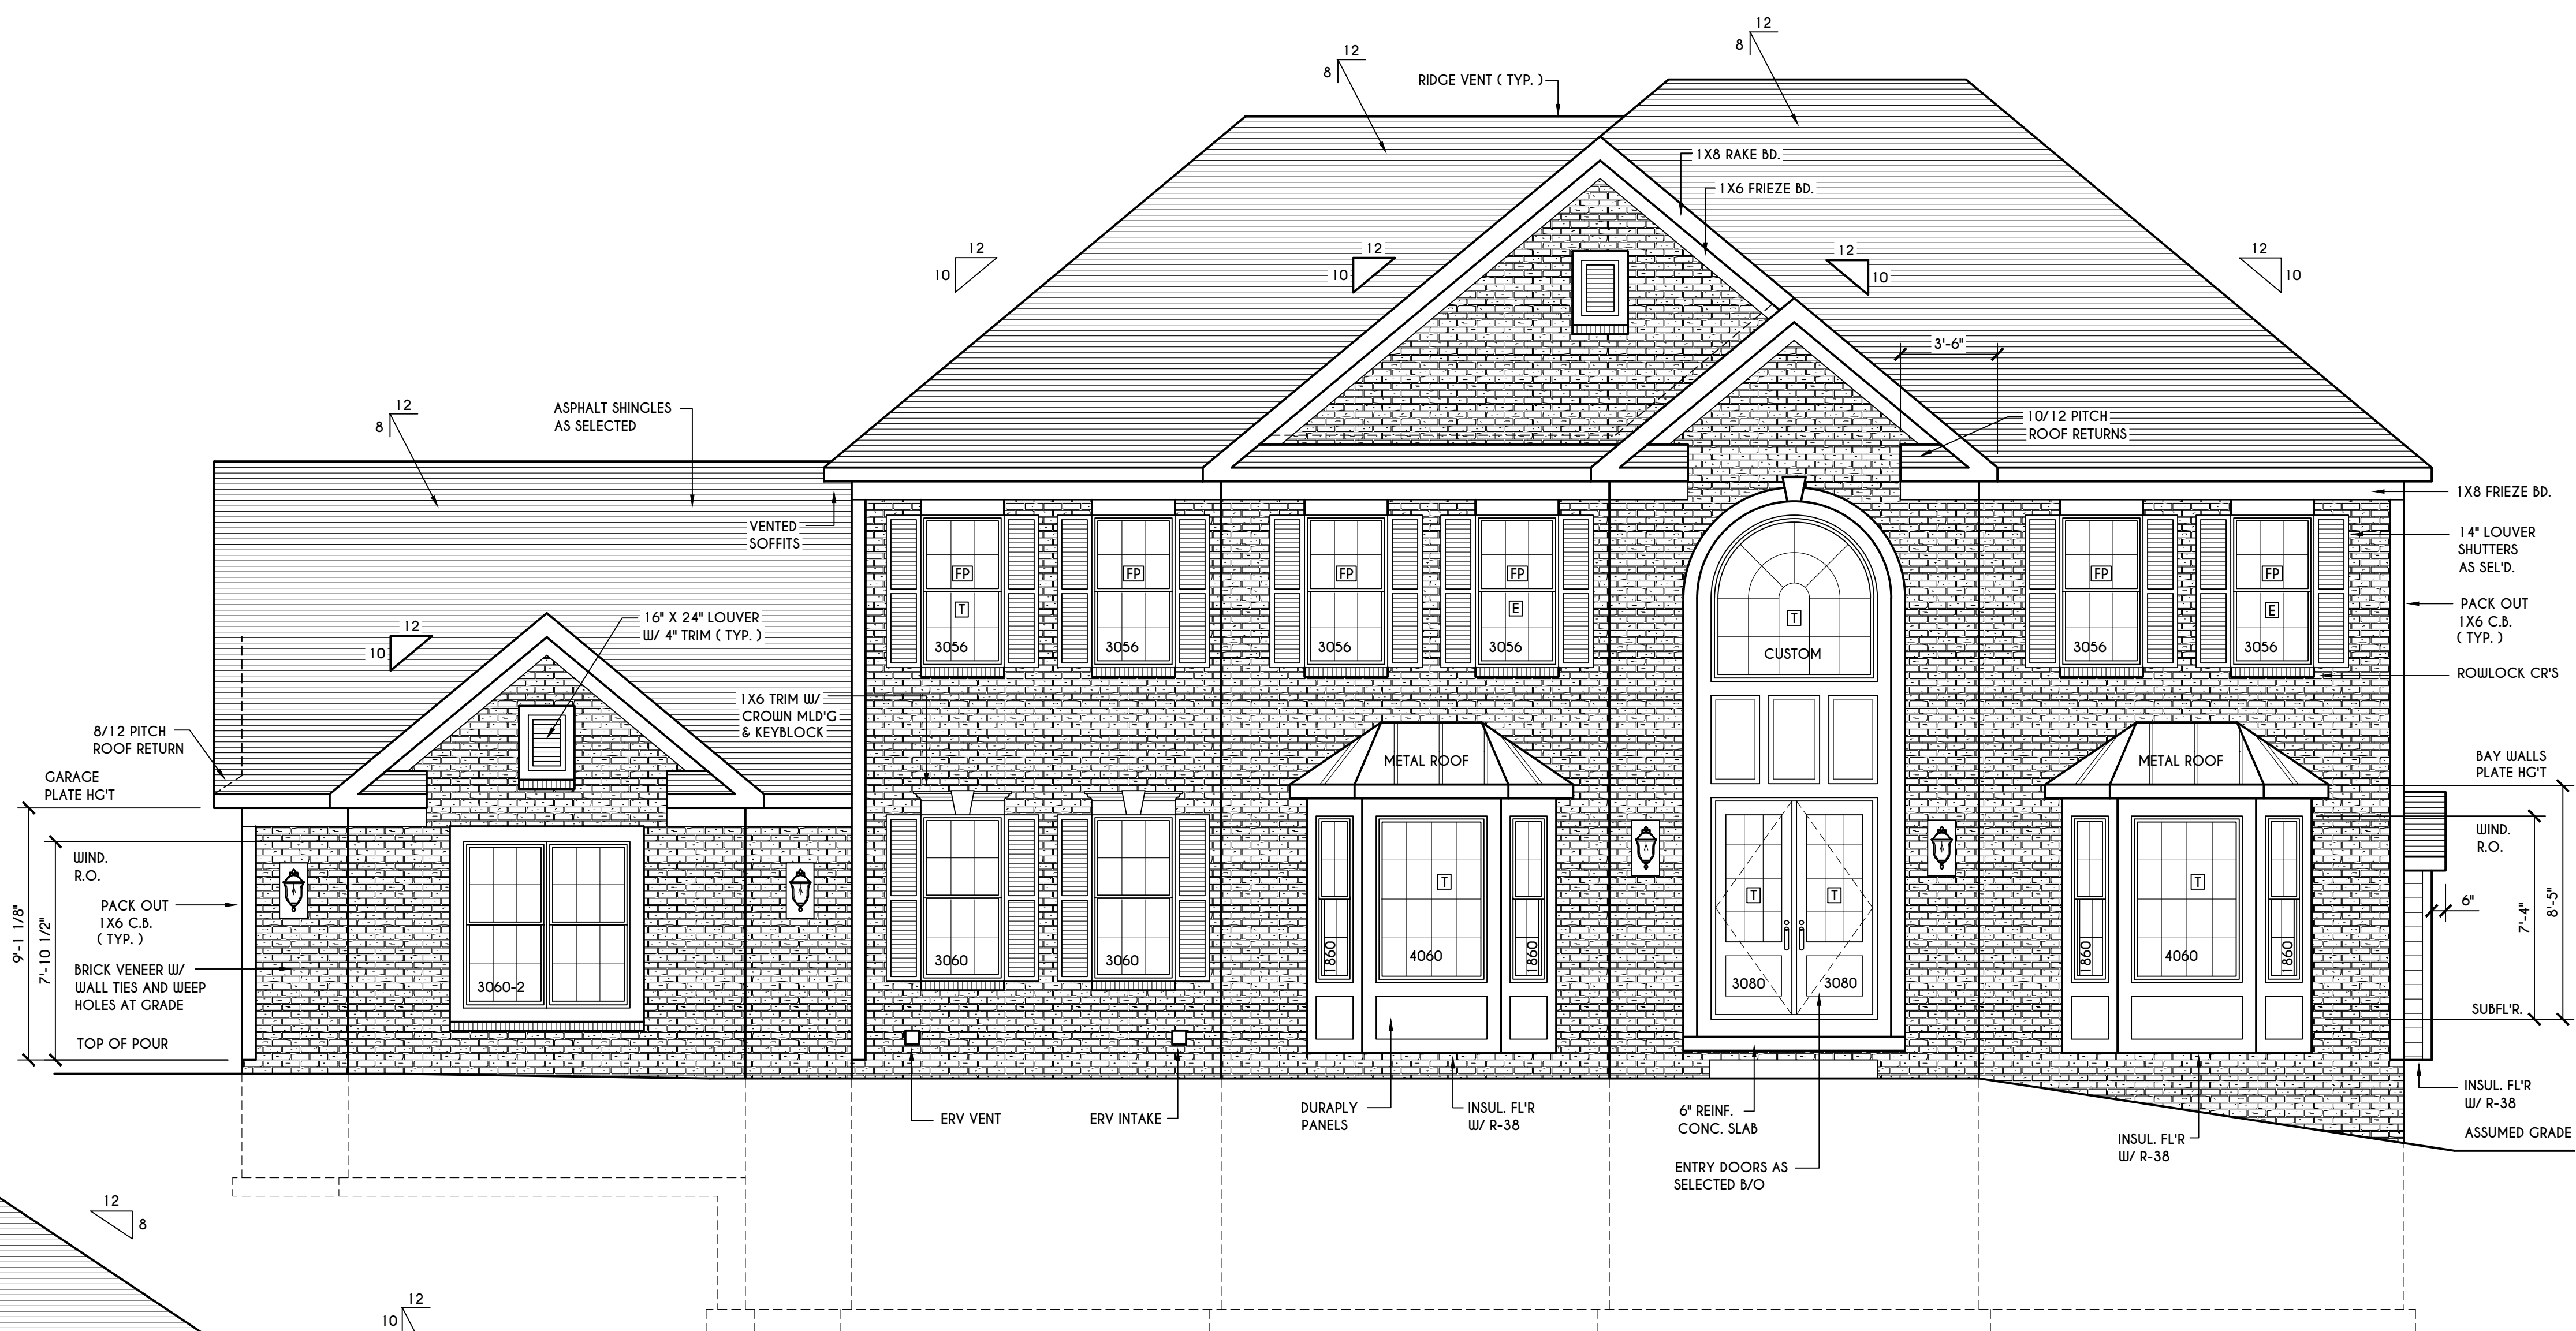 12
8
12
8
RIDGE VENT ( TYP. )
1X8 RAKE BD.
1X6 FRIEZE BD.
12
10
12
10
12
10
12
10
3'-6"
12
8
ASPHALT SHINGLES
AS SELECTED
10/12 PITCH
ROOF RETURNS
VENTED
SOFFITS
1X8 FRIEZE BD.
14" LOUVER
SHUTTERS
AS SEL'D.
FP
FP
FP
FP
FP
FP
T
E
T
E
3056
3056
3056
3056
CUSTOM
3056
3056
PACK OUT
1X6 C.B.
( TYP. )
ROWLOCK CR'S
12
10
16" X 24" LOUVER
W/ 4" TRIM ( TYP. )
1X6 TRIM W/
CROWN MLD'G
& KEYBLOCK
8/12 PITCH
ROOF RETURN
GARAGE
PLATE HG'T
METAL ROOF
METAL ROOF
BAY WALLS
PLATE HG'T
WIND.
R.O.
WIND.
R.O.
9'-1 1/8"
7'-10 1/2"
PACK OUT
1X6 C.B.
( TYP. )
BRICK VENEER W/
WALL TIES AND WEEP
HOLES AT GRADE
TOP OF POUR
3060-2
3060
3060
T
1860
4060
1860
T
T
3080
3080
T
1860
4060
1860
6"
7'-4"
8'-5"
SUBFL'R.
ERV VENT
ERV INTAKE
DURAPLY
PANELS
INSUL. FL'R
W/ R-38
6" REINF.
CONC. SLAB
ENTRY DOORS AS
SELECTED B/O
INSUL. FL'R
W/ R-38
INSUL. FL'R
W/ R-38
ASSUMED GRADE
12
8
12
10